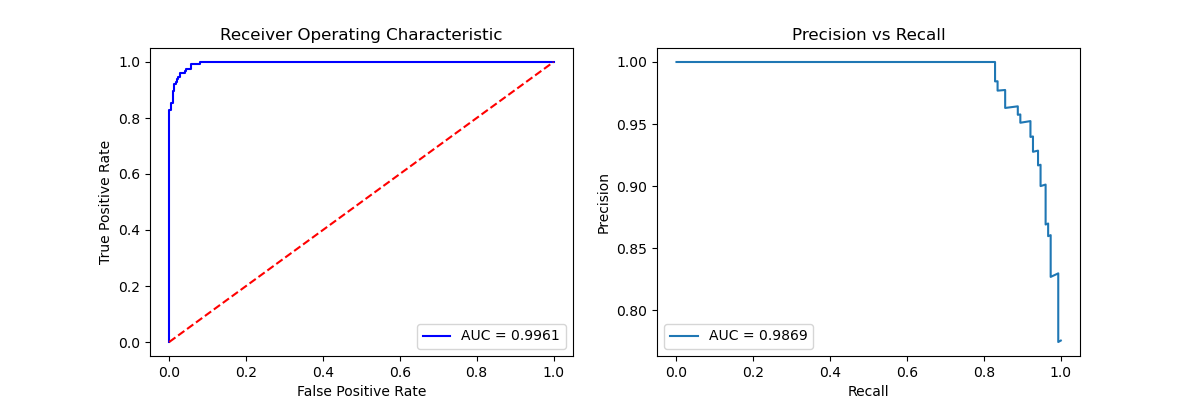 Receiver Operating Characteristic
1.0
0.8
0.6
0.4
0.2
0.0
True Positive Rate
AUC = 0.9961
0.0 0.2 0.4 0.6 0.8 1.0
False Positive Rate
Precision vs Recall
1.00
0.95
0.90
0.85
0.80
Precision
AUC = 0.9869
0.0 0.2 0.4 0.6 0.8 1.0
Recall